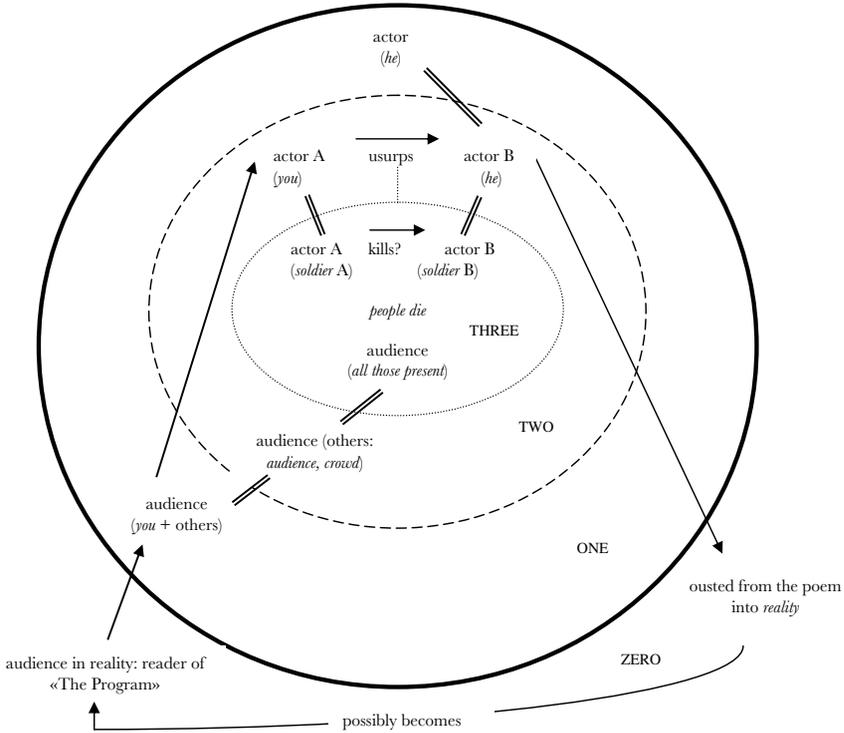 actor
(he)
actor A
(you)
usurps
actor B
(he)
actor A
(soldier A)
kills?
actor B
(soldier B)
people die
THREE
audience
(all those present)
TWO
audience (others:
audience, crowd)
audience
(you + others)
ONE
ousted from the poem
into reality
ZERO
audience in reality: reader of
«The Program»
possibly becomes